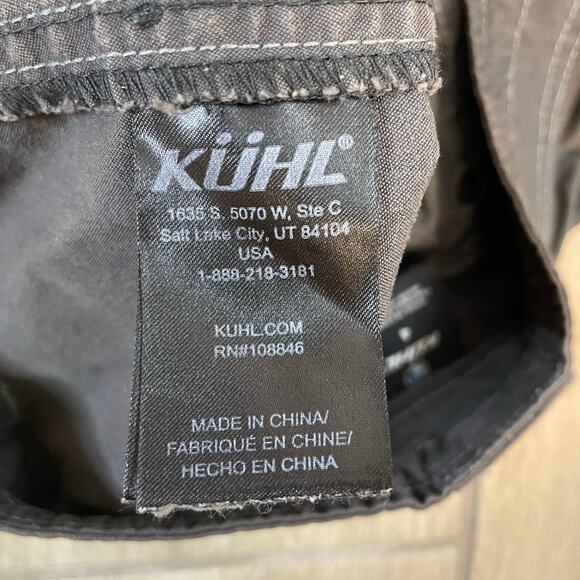 KÜHL®
1635 S. 5070 W, Ste C
Salt Lake City, UT 84104
USA
1-888-218-3181
KUHL.COM
RN#108846
MADE IN CHINA/
FABRIQUÉ EN CHINE/
HECHO EN CHINA